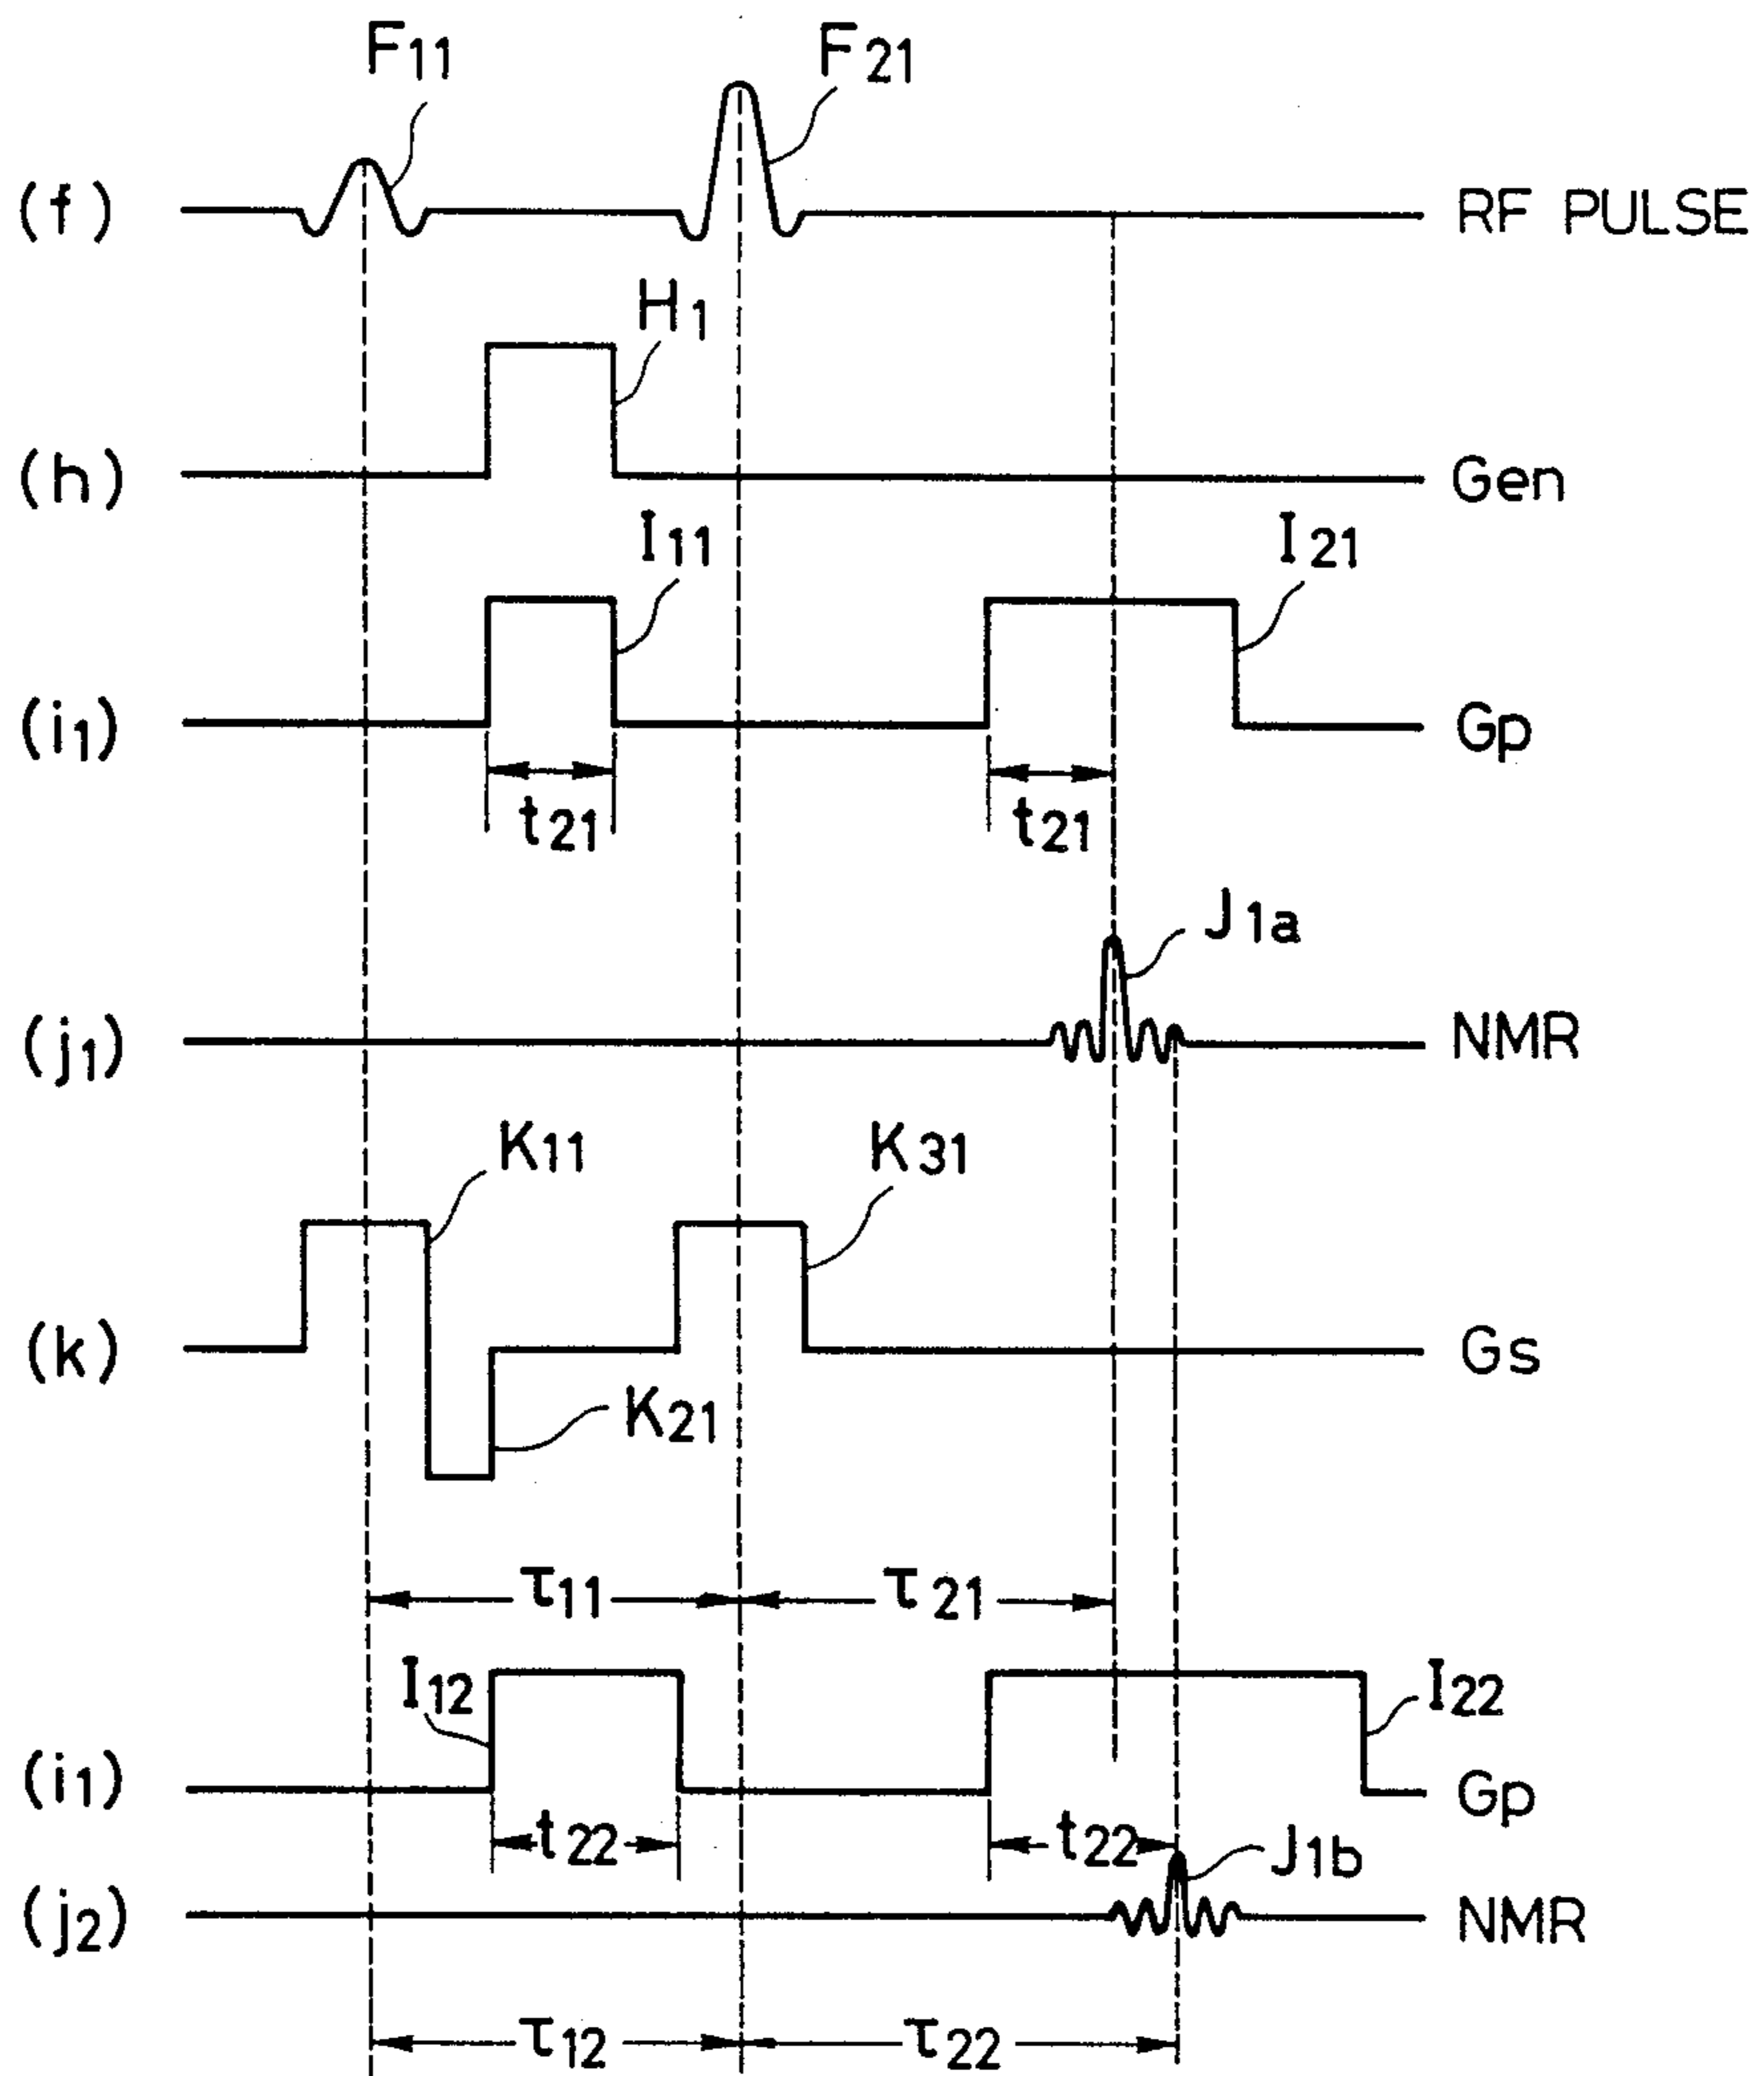 F11 F21
(f) RF PULSE
H1
(h) Gen
I11 I21
(i1) Gp
t21 t21
J1a
(j1) NMR
K11 K31
(k) Gs
K21
τ11 τ21
I12 I22
(i1) Gp
t22 t22 J1b
(j2) NMR
τ12 τ22